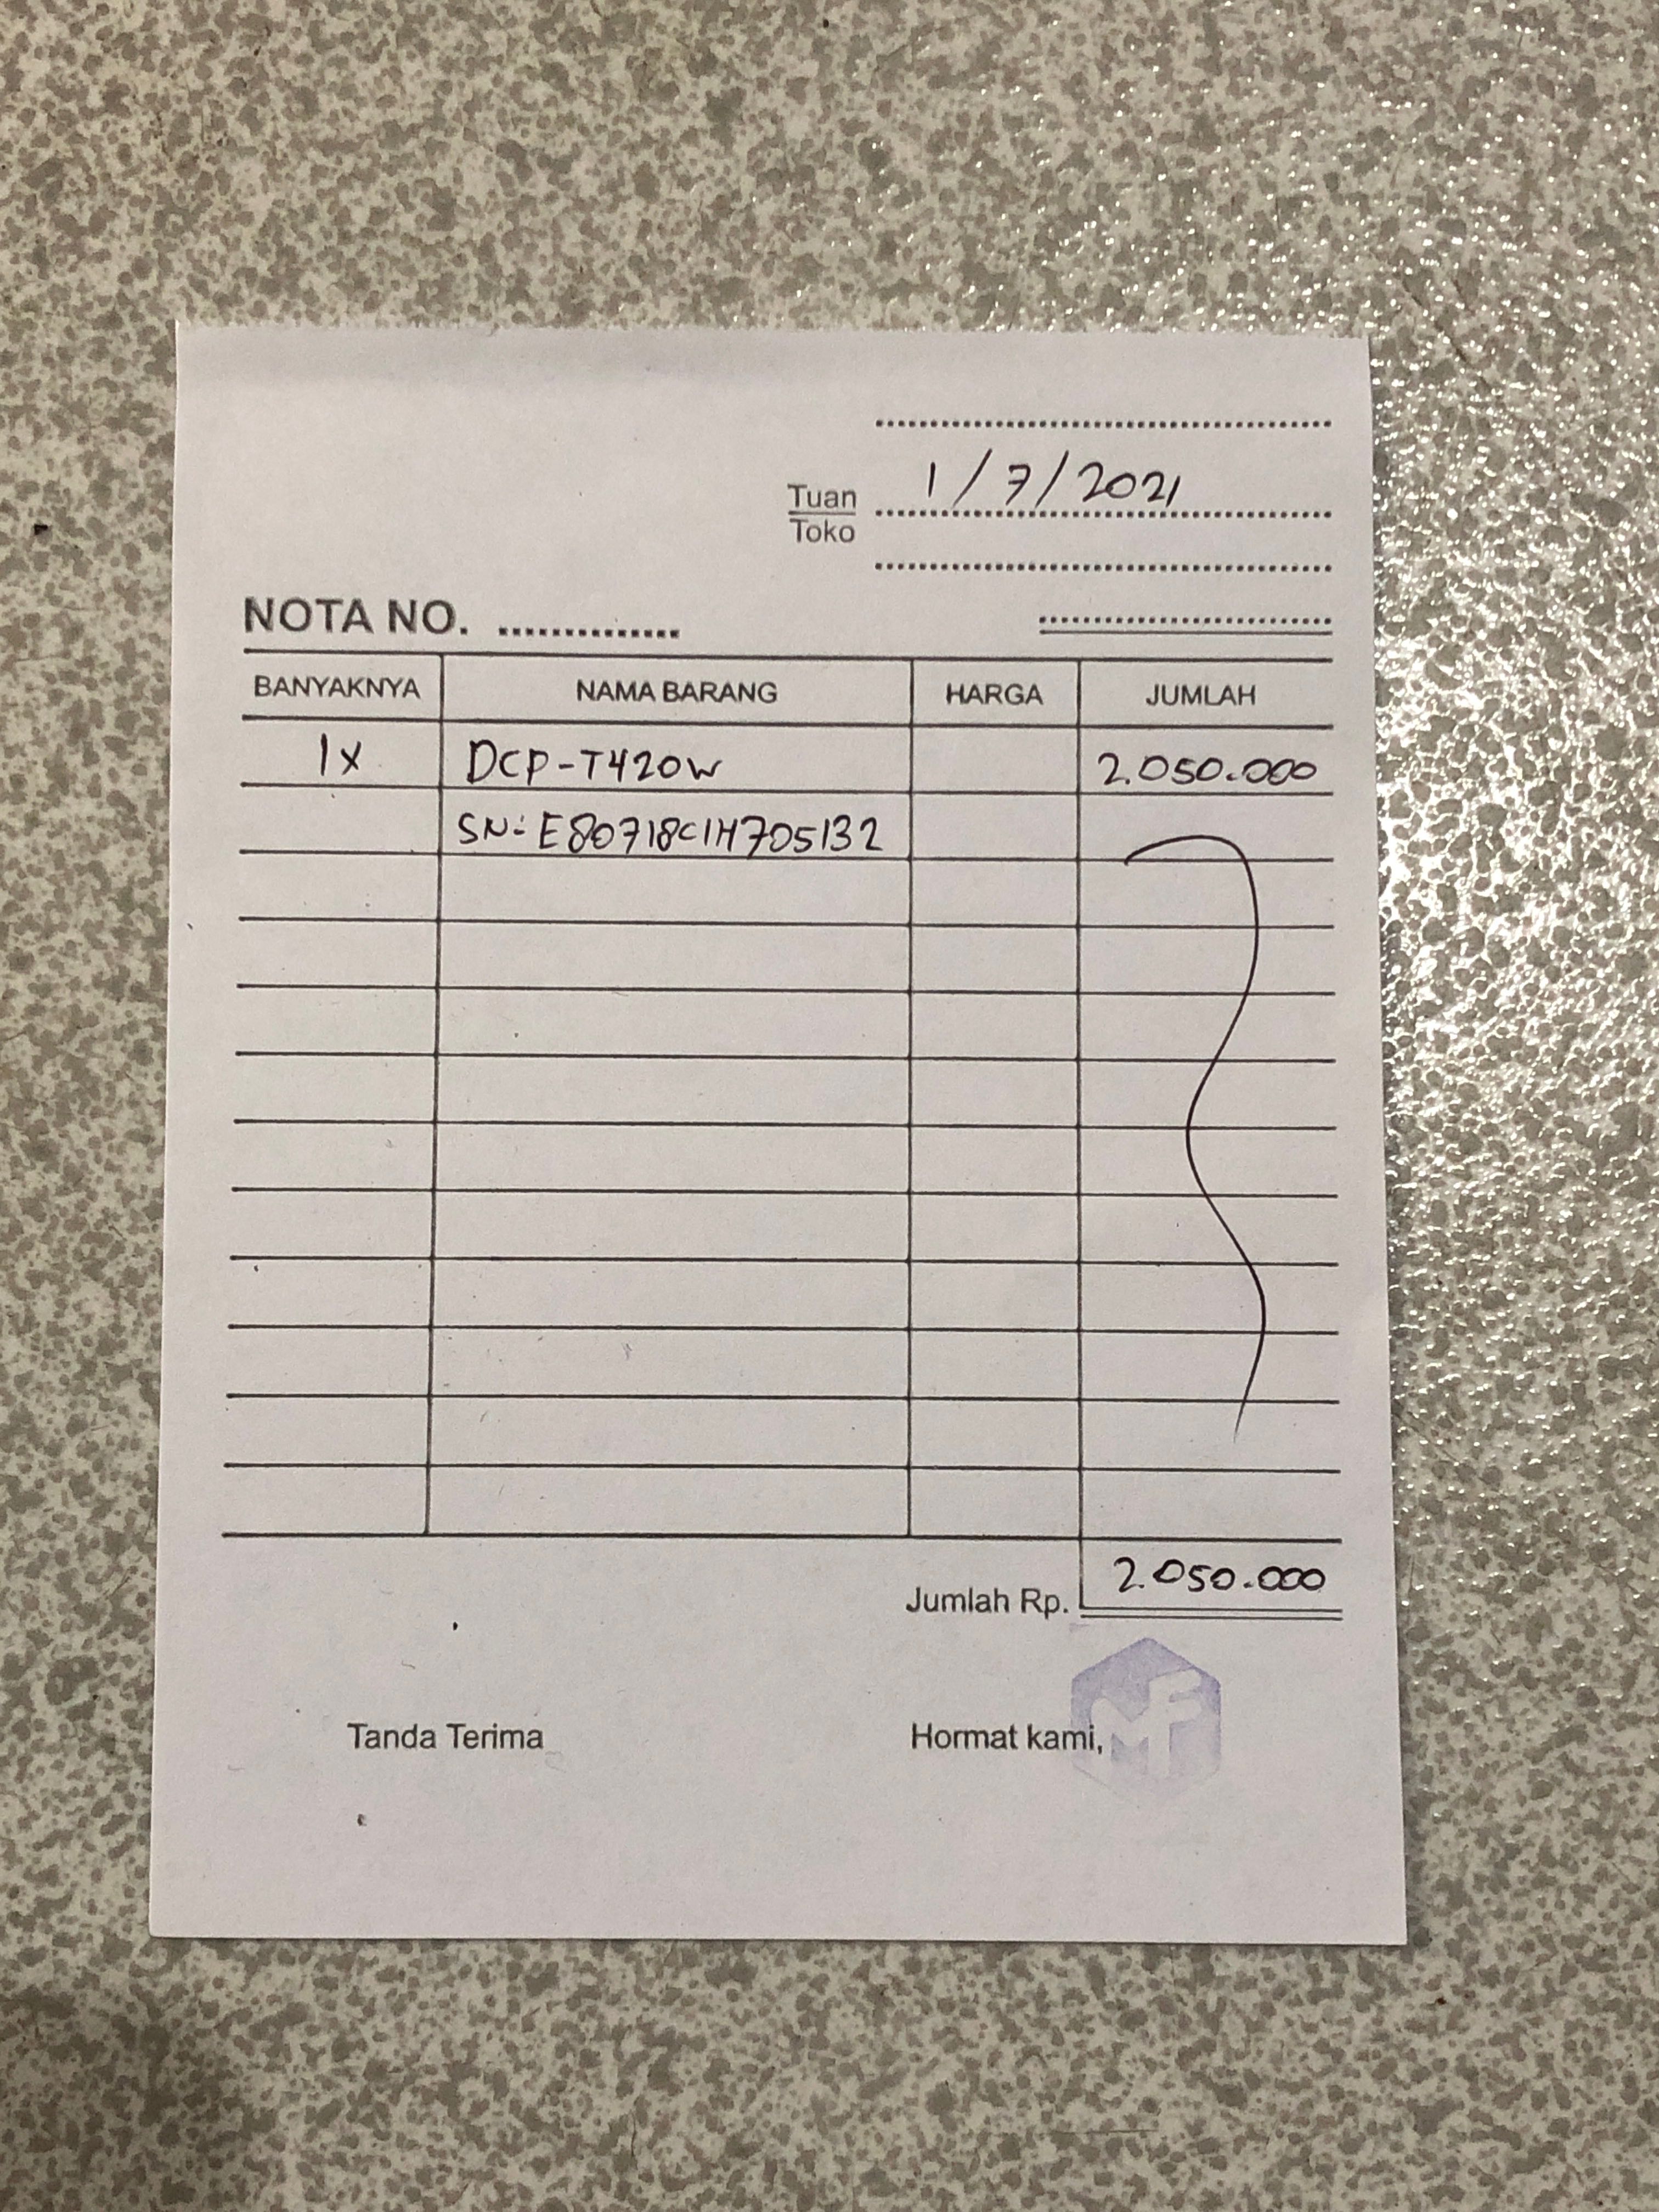 1/7/2021
Tuan
Toko
NOTA NO.
BANYAKNYA NAMA BARANG HARGA JUMLAH
1x DCP-T420W 2.050.000
SN: E80718C1H705132
Jumlah Rp. 2.050.000
Tanda Terima Hormat kami,
MF